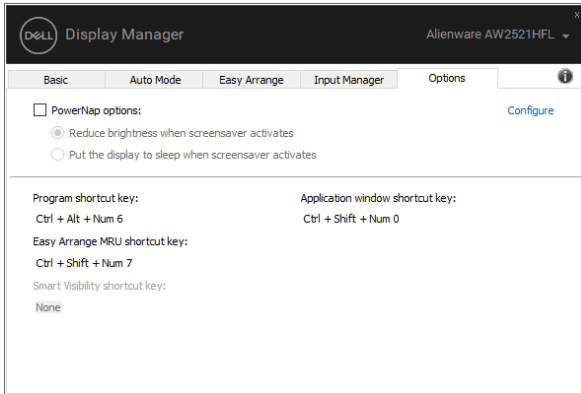 DELL Display Manager
Alienware AW2521HFL
x
Basic Auto Mode Easy Arrange Input Manager Options i
PowerNap options: Configure
Reduce brightness when screensaver activates
Put the display to sleep when screensaver activates
Program shortcut key: Application window shortcut key:
Ctrl + Alt + Num 6 Ctrl + Shift + Num 0
Easy Arrange MRU shortcut key:
Ctrl + Shift + Num 7
Smart Visibility shortcut key:
None